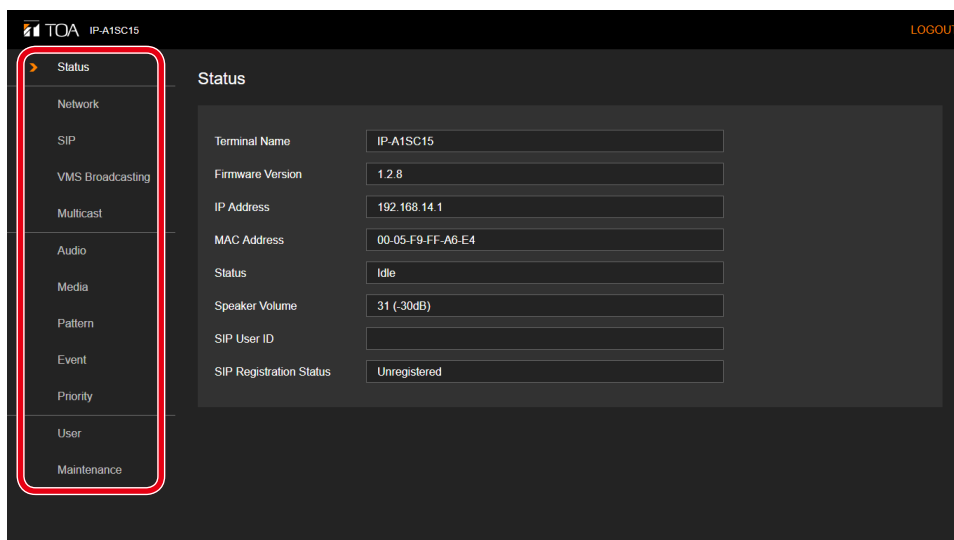 TOA IP-A1SC15 LOGOUT
Status
Network
SIP
VMS Broadcasting
Multicast
Audio
Media
Pattern
Event
Priority
User
Maintenance
Status
Terminal Name IP-A1SC15
Firmware Version 1.2.8
IP Address 192.168.14.1
MAC Address 00-05-F9-FF-A6-E4
Status Idle
Speaker Volume 31 (-30dB)
SIP User ID
SIP Registration Status Unregistered